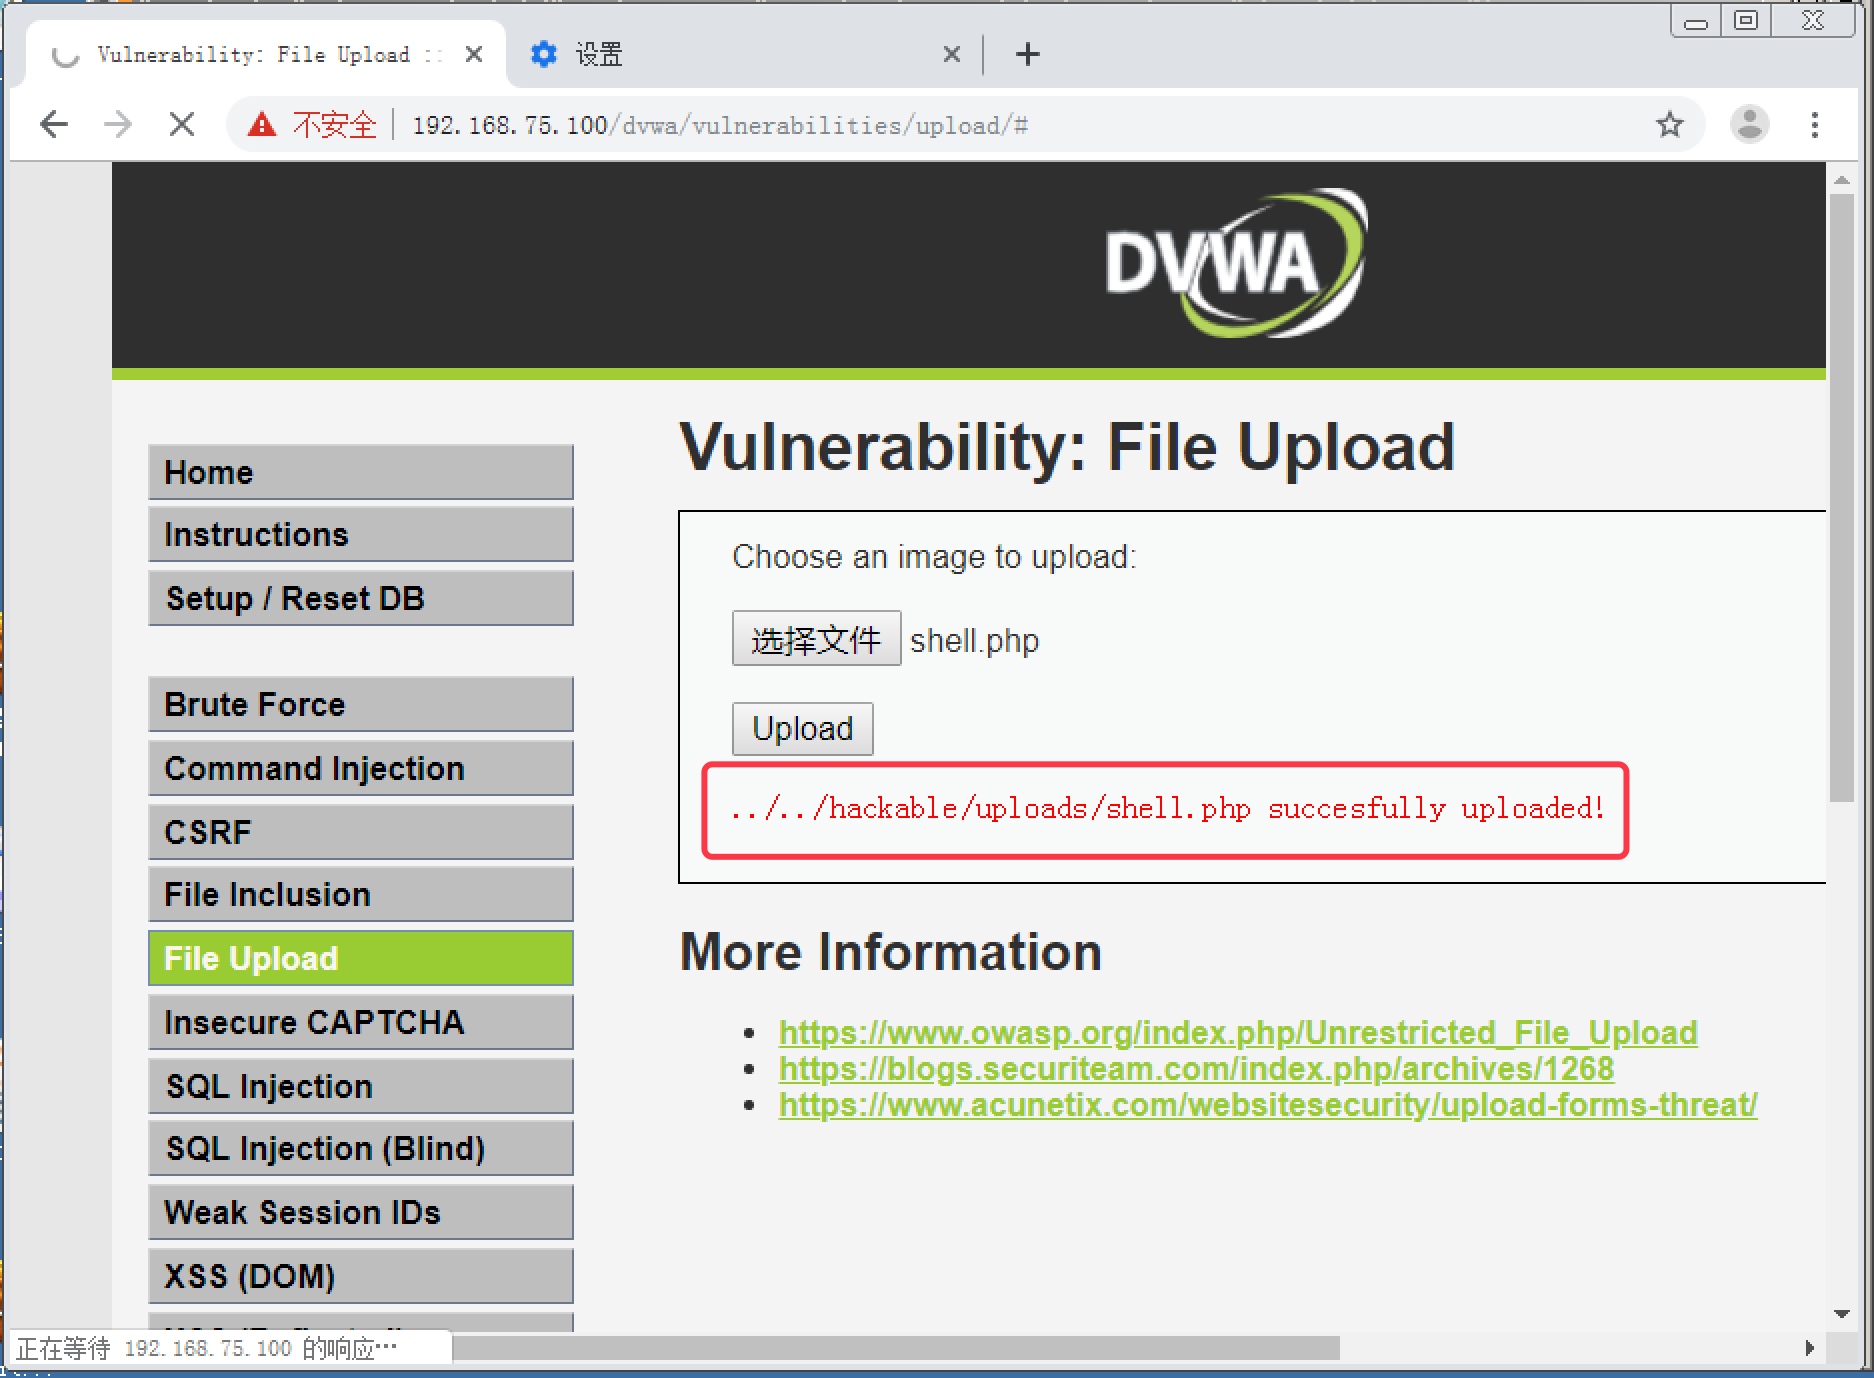 Vulnerability: File Upload ::
设置
不安全 192.168.75.100/dvwa/vulnerabilities/upload/#
DVWA
Home
Instructions
Setup / Reset DB
Brute Force
Command Injection
CSRF
File Inclusion
File Upload
Insecure CAPTCHA
SQL Injection
SQL Injection (Blind)
Weak Session IDs
XSS (DOM)
Vulnerability: File Upload
Choose an image to upload:
选择文件 shell.php
Upload
../../hackable/uploads/shell.php succesfully uploaded!
More Information
https://www.owasp.org/index.php/Unrestricted_File_Upload
https://blogs.securiteam.com/index.php/archives/1268
https://www.acunetix.com/websitesecurity/upload-forms-threat/
正在等待 192.168.75.100 的响应…